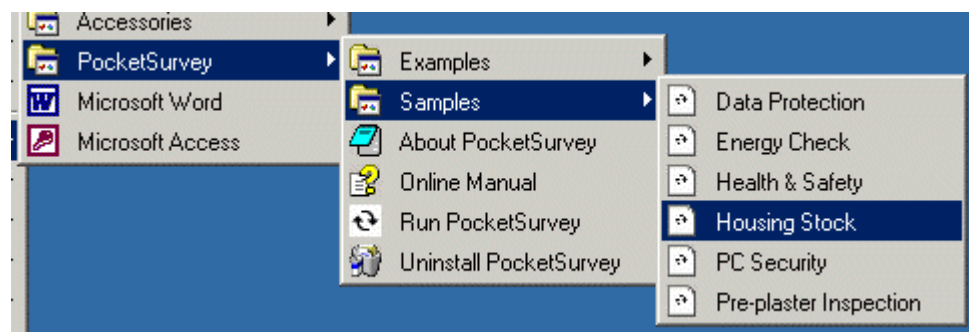 Accessories
PocketSurvey
Microsoft Word
Microsoft Access
Examples
Samples
About PocketSurvey
Online Manual
Run PocketSurvey
Uninstall PocketSurvey
Data Protection
Energy Check
Health & Safety
Housing Stock
PC Security
Pre-plaster Inspection